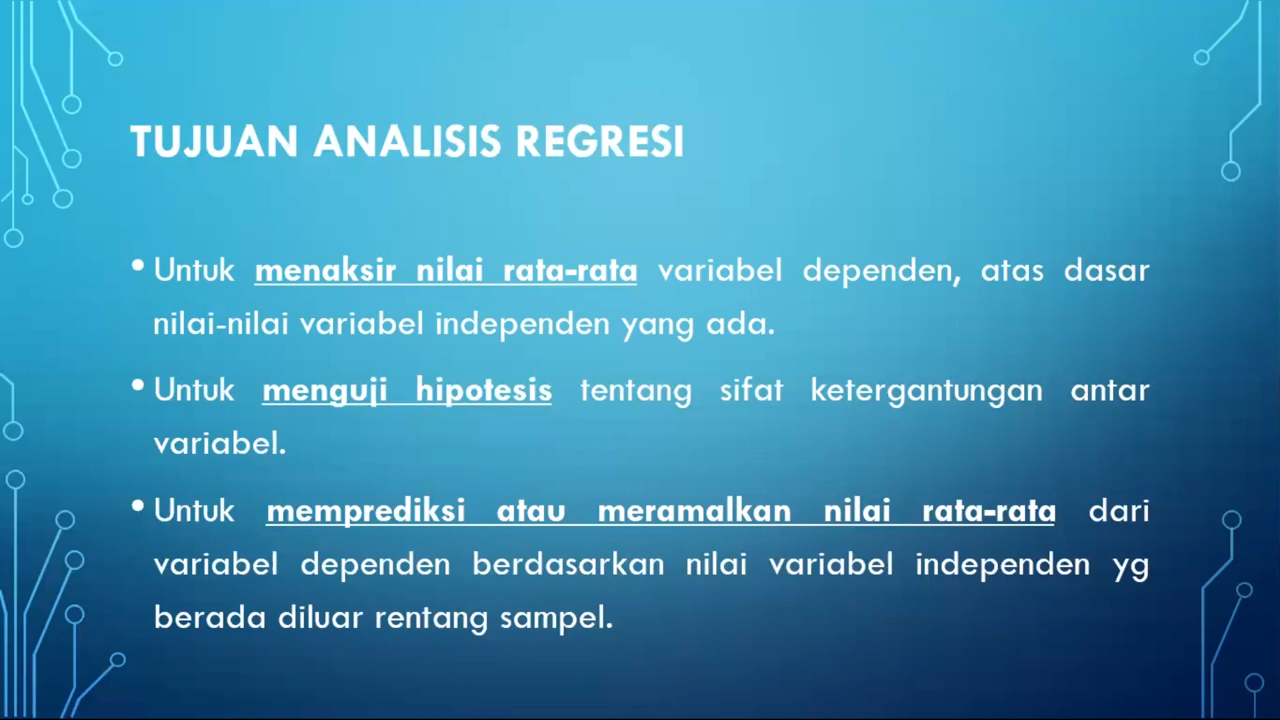 TUJUAN ANALISIS REGRESI
• Untuk menaksir nilai rata-rata variabel dependen, atas dasar
nilai-nilai variabel independen yang ada.
• Untuk menguji hipotesis tentang sifat ketergantungan antar
variabel.
• Untuk memprediksi atau meramalkan nilai rata-rata dari
variabel dependen berdasarkan nilai variabel independen yg
berada diluar rentang sampel.